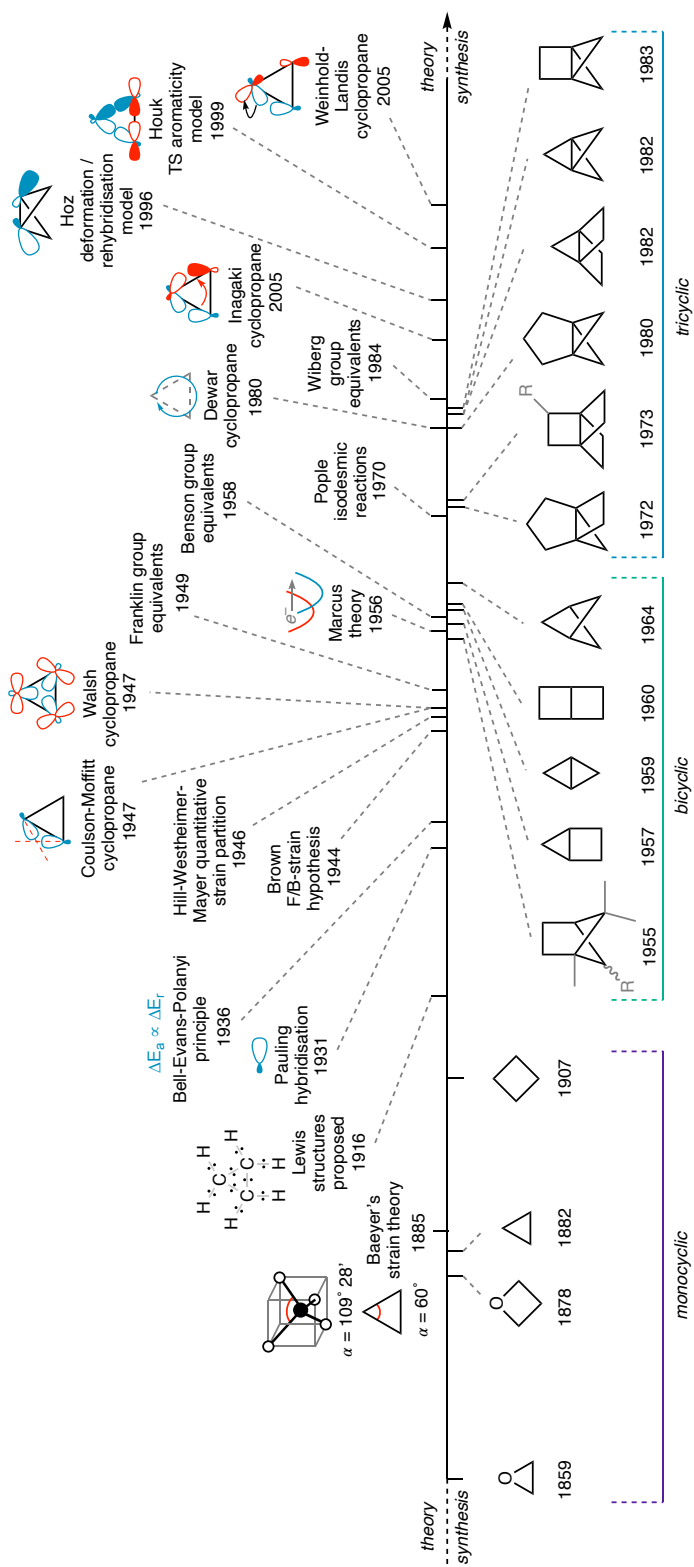 theory
synthesis
α = 109° 28'
α = 60°
Baeyer's
strain theory
1885
H
H
C
H
H
C
C
H
H
Lewis
structures
proposed
1916
ΔEa ∝ ΔEr
Bell-Evans-Polanyi
principle
1936
Pauling
hybridisation
1931
Coulson-Moffitt
cyclopropane
1947
Hill-Westheimer-
Mayer quantitative
strain partition
1946
Brown
F/B-strain
hypothesis
1944
Walsh
cyclopropane
1947
Franklin group
equivalents
1949
Benson group
equivalents
1958
e–
Marcus
theory
1956
Pople
isodesmic
reactions
1970
Dewar
cyclopropane
1980
Wiberg
group
equivalents
1984
Inagaki
cyclopropane
2005
Hoz
deformation /
rehybridisation
model
1996
Houk
TS aromaticity
model
1999
Weinhold-
Landis
cyclopropane
2005
theory
synthesis
O
1859
O
1878
1882
1907
monocyclic
R
1955
1957
1959
1960
1964
bicyclic
1972
R
1973
1980
1982
1982
1983
tricyclic